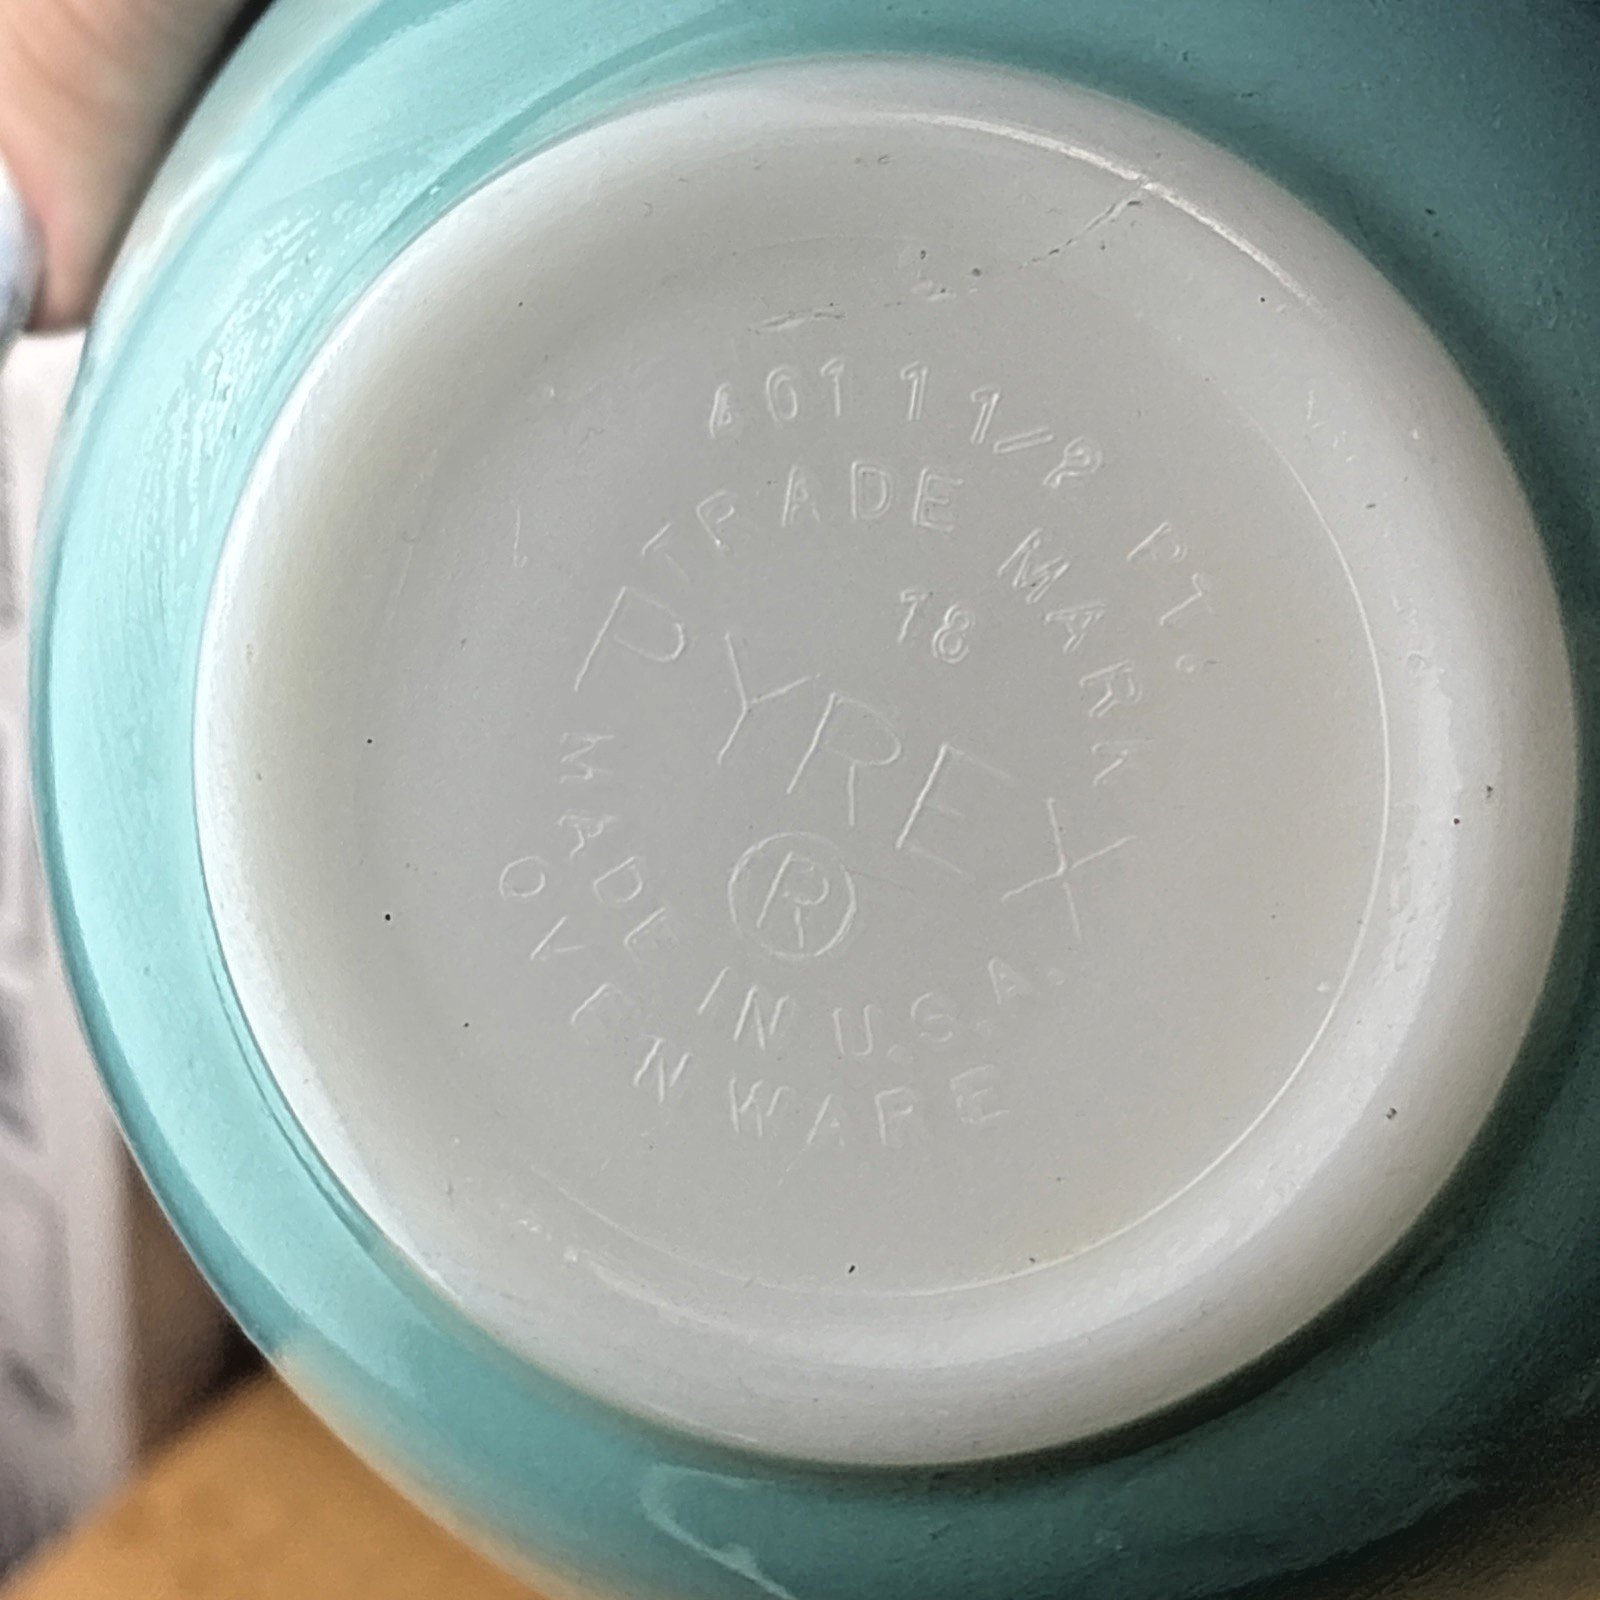 401 1 1/2 PT.
TRADE MARK
18
PYREX
®
MADE IN U.S.A.
OVEN WARE